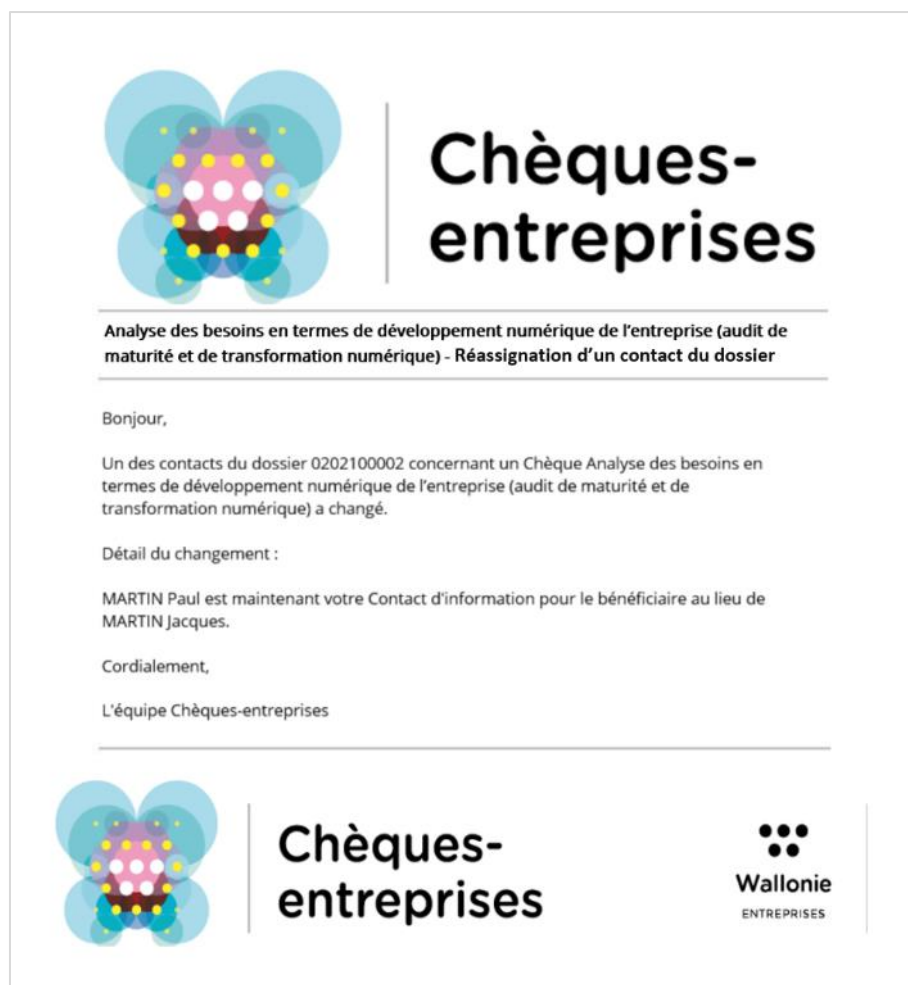 Chèques-
entreprises
Analyse des besoins en termes de développement numérique de l'entreprise (audit de
maturité et de transformation numérique) - Réassignation d'un contact du dossier
Bonjour,
Un des contacts du dossier 0202100002 concernant un Chèque Analyse des besoins en
termes de développement numérique de l'entreprise (audit de maturité et de
transformation numérique) a changé.
Détail du changement :
MARTIN Paul est maintenant votre Contact d'information pour le bénéficiaire au lieu de
MARTIN Jacques.
Cordialement,
L'équipe Chèques-entreprises
Chèques-
entreprises
Wallonie
ENTREPRISES